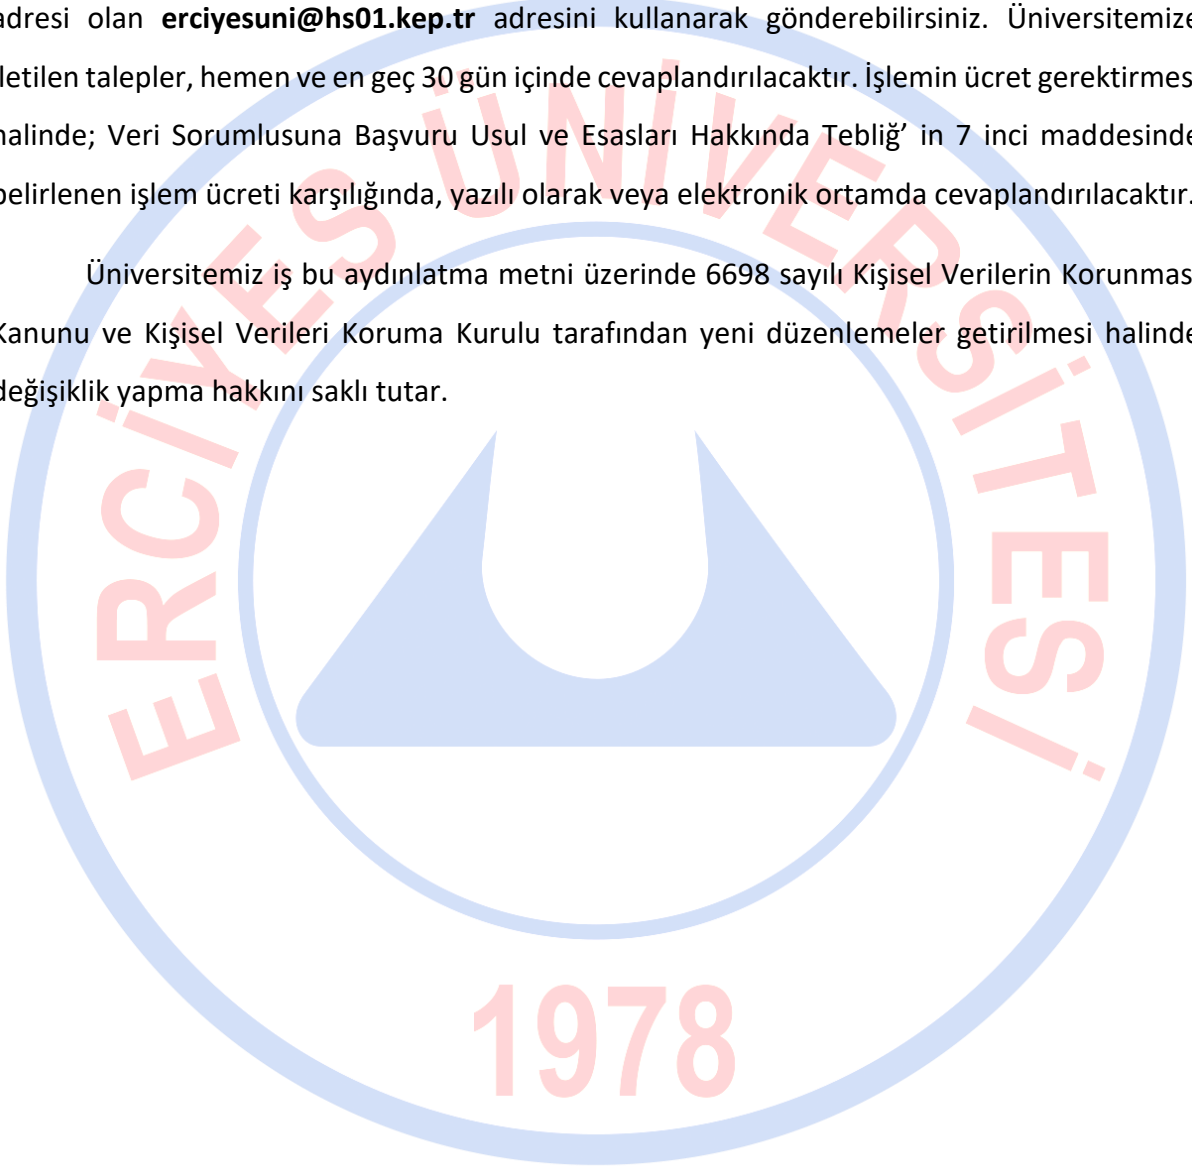 adresi olan erciyesuni@hs01.kep.tr adresini kullanarak gönderebilirsiniz. Üniversitemize
iletilen talepler, hemen ve en geç 30 gün içinde cevaplandırılacaktır. İşlemin ücret gerektirmesi
halinde; Veri Sorumlusuna Başvuru Usul ve Esasları Hakkında Tebliğ’ in 7 inci maddesinde
belirlenen işlem ücreti karşılığında, yazılı olarak veya elektronik ortamda cevaplandırılacaktır.
Üniversitemiz iş bu aydınlatma metni üzerinde 6698 sayılı Kişisel Verilerin Korunması
Kanunu ve Kişisel Verileri Koruma Kurulu tarafından yeni düzenlemeler getirilmesi halinde
değişiklik yapma hakkını saklı tutar.
ERCİYES ÜNİVERSİTESİ
1978